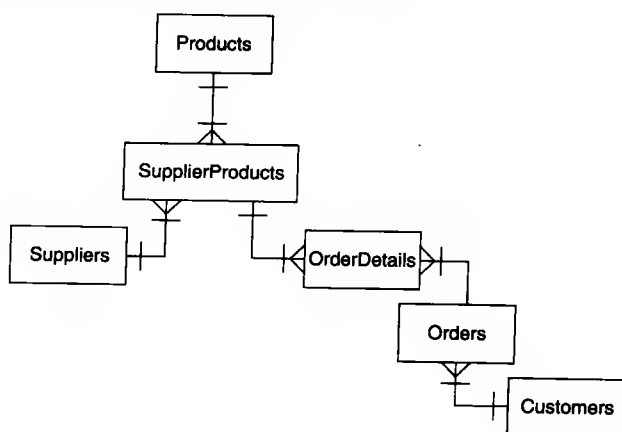 Products
SupplierProducts
Suppliers
OrderDetails
Orders
Customers